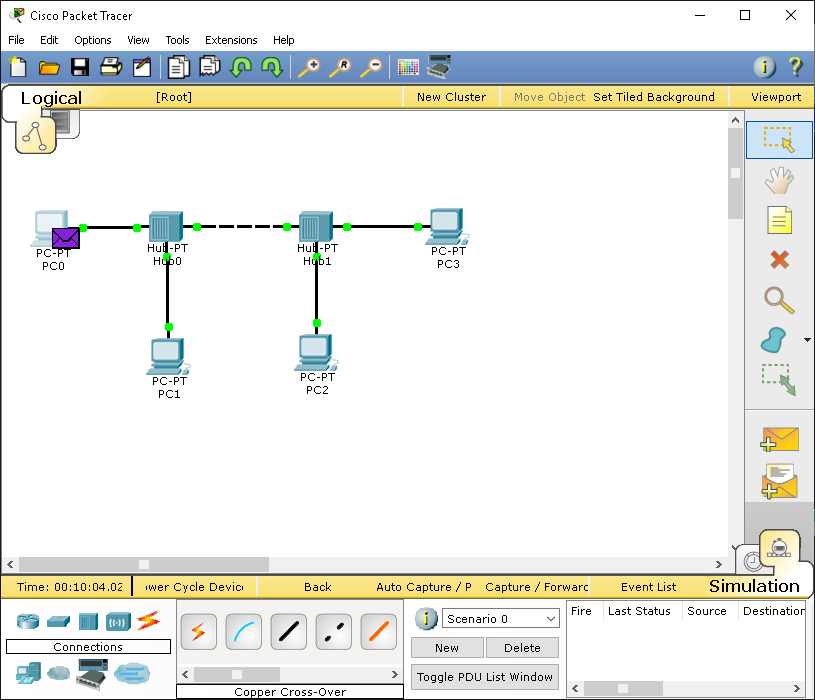 Cisco Packet Tracer
File Edit Options View Tools Extensions Help
Logical [Root] New Cluster Move Object Set Tiled Background Viewport
PC-PT
PC0
Hub-PT
Hub0
Hub-PT
Hub1
PC-PT
PC3
PC-PT
PC1
PC-PT
PC2
Time: 00:10:04.02 ower Cycle Device Back Auto Capture / P Capture / Forward Event List Simulation
Connections
Copper Cross-Over
Scenario 0
New Delete
Toggle PDU List Window
Fire Last Status Source Destination